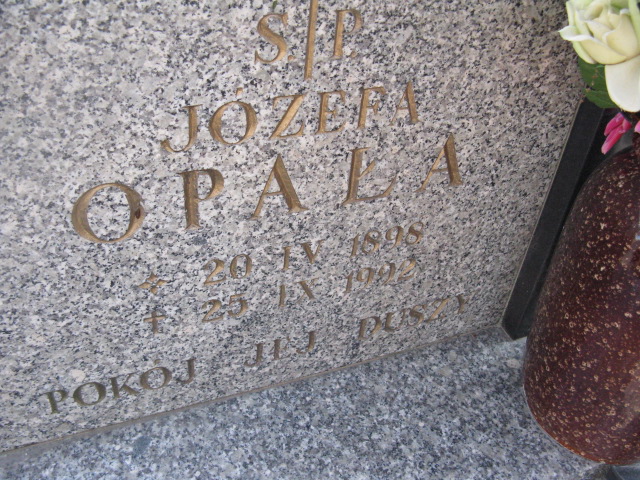 S. P.
JÓZEFA
OPAŁA
20 IV 1898
+ 25 IX 1992
POKÓJ JEJ DUSZY